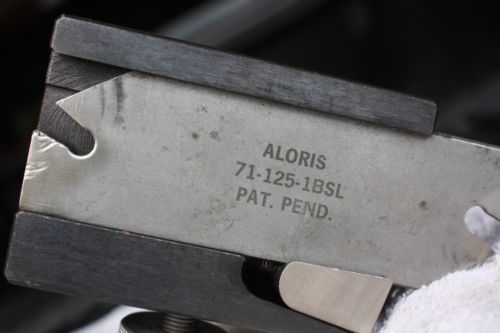 ALORIS
71-125-1BSL
PAT. PEND.